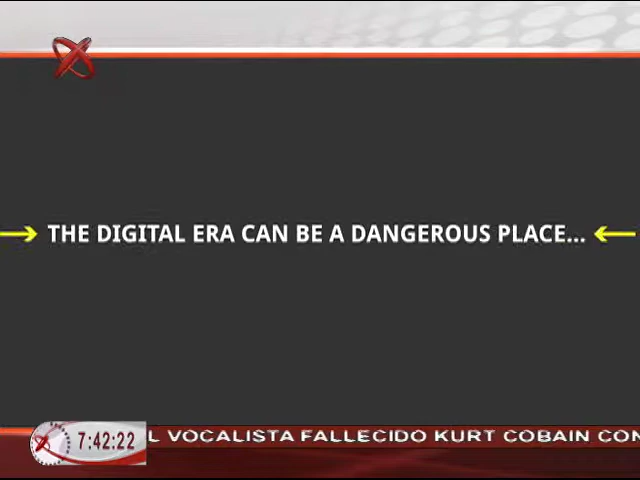 THE DIGITAL ERA CAN BE A DANGEROUS PLACE...
7:42:22
L VOCALISTA FALLECIDO KURT COBAIN CON